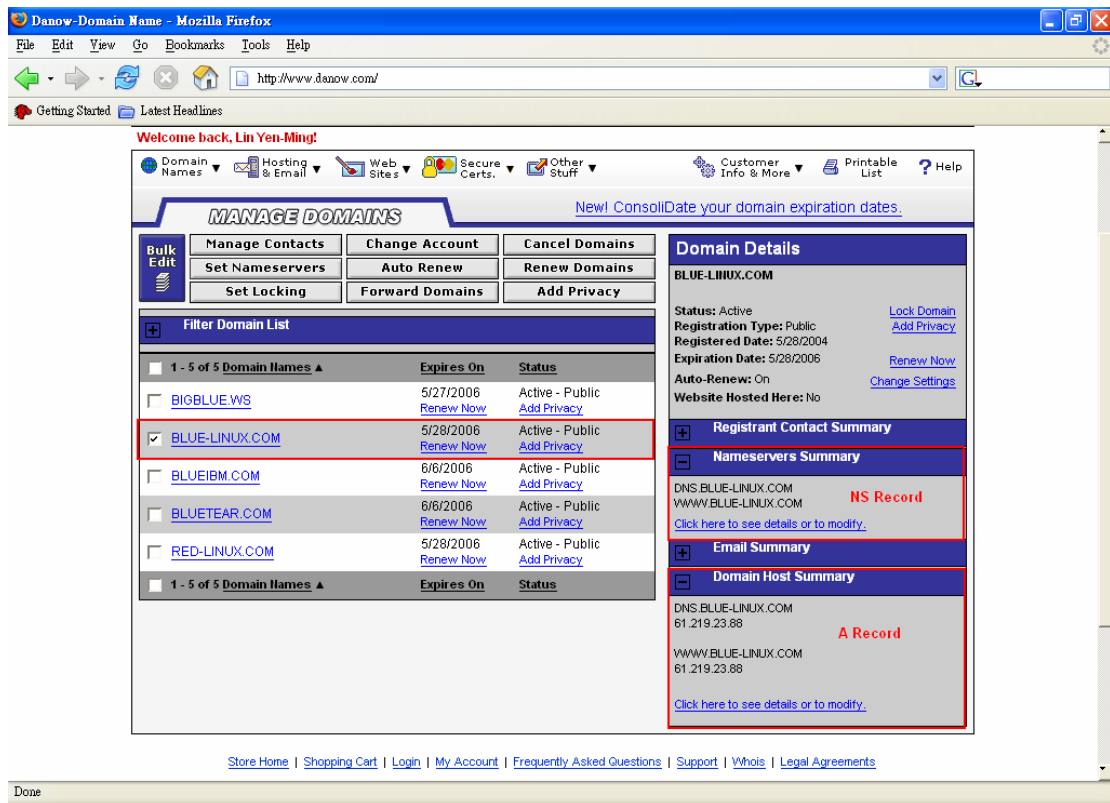 Danow-Domain Name - Mozilla Firefox
File Edit View Go Bookmarks Tools Help
http://www.danow.com/
G
Getting Started Latest Headlines
Welcome back, Lin Yen-Ming!
Domain Names ▼ Hosting & Email ▼ Web Sites ▼ Secure Certs. ▼ Other Stuff ▼ Customer Info & More ▼ Printable List ? Help
MANAGE DOMAINS
New! ConsoliDate your domain expiration dates.
Bulk Edit
Manage Contacts Change Account Cancel Domains
Set Nameservers Auto Renew Renew Domains
Set Locking Forward Domains Add Privacy
Filter Domain List
1 - 5 of 5 Domain Names ▲ Expires On Status
BIGBLUE.WS 5/27/2006 Active - Public
Renew Now Add Privacy
BLUE-LINUX.COM 5/28/2006 Active - Public
Renew Now Add Privacy
BLUEIBM.COM 6/6/2006 Active - Public
Renew Now Add Privacy
BLUETEAR.COM 6/6/2006 Active - Public
Renew Now Add Privacy
RED-LINUX.COM 5/28/2006 Active - Public
Renew Now Add Privacy
1 - 5 of 5 Domain Names ▲ Expires On Status
Domain Details
BLUE-LINUX.COM
Status: Active Lock Domain
Registration Type: Public Add Privacy
Registered Date: 5/28/2004
Expiration Date: 5/28/2006 Renew Now
Auto-Renew: On Change Settings
Website Hosted Here: No
Registrant Contact Summary
Nameservers Summary
DNS.BLUE-LINUX.COM
WWW.BLUE-LINUX.COM
NS Record
Click here to see details or to modify.
Email Summary
Domain Host Summary
DNS.BLUE-LINUX.COM
61.219.23.88
A Record
WWW.BLUE-LINUX.COM
61.219.23.88
Click here to see details or to modify.
Store Home | Shopping Cart | Login | My Account | Frequently Asked Questions | Support | Whois | Legal Agreements
Done